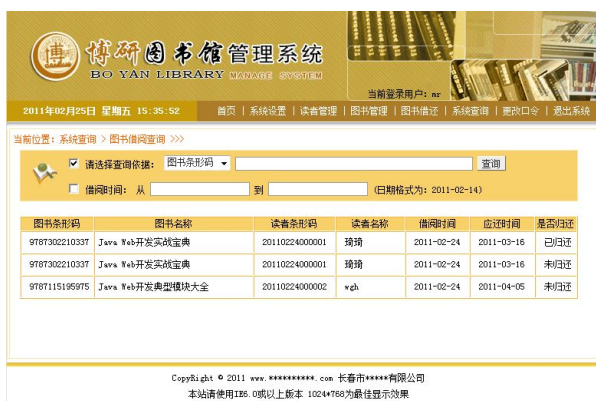 博研图书馆管理系统
BO YAN LIBRARY MANAGE SYSTEM
当前登录用户：mr
2011年02月25日 星期五 15:35:52 首页 | 系统设置 | 读者管理 | 图书管理 | 图书借还 | 系统查询 | 更改口令 | 退出系统
当前位置：系统查询 > 图书借阅查询 >>>
请选择查询依据： 图书条形码 查询
借阅时间： 从 到 (日期格式为：2011-02-14)
图书条形码 图书名称 读者条形码 读者名称 借阅时间 应还时间 是否归还
9787302210337 Java Web开发实战宝典 20110224000001 琦琦 2011-02-24 2011-03-16 已归还
9787302210337 Java Web开发实战宝典 20110224000001 琦琦 2011-02-24 2011-03-16 未归还
9787115195975 Java Web开发典型模块大全 20110224000002 wgh 2011-02-24 2011-04-05 未归还
CopyRight © 2011 www.**********.com 长春市*****有限公司
本站请使用IE6.0或以上版本 1024*768为最佳显示效果